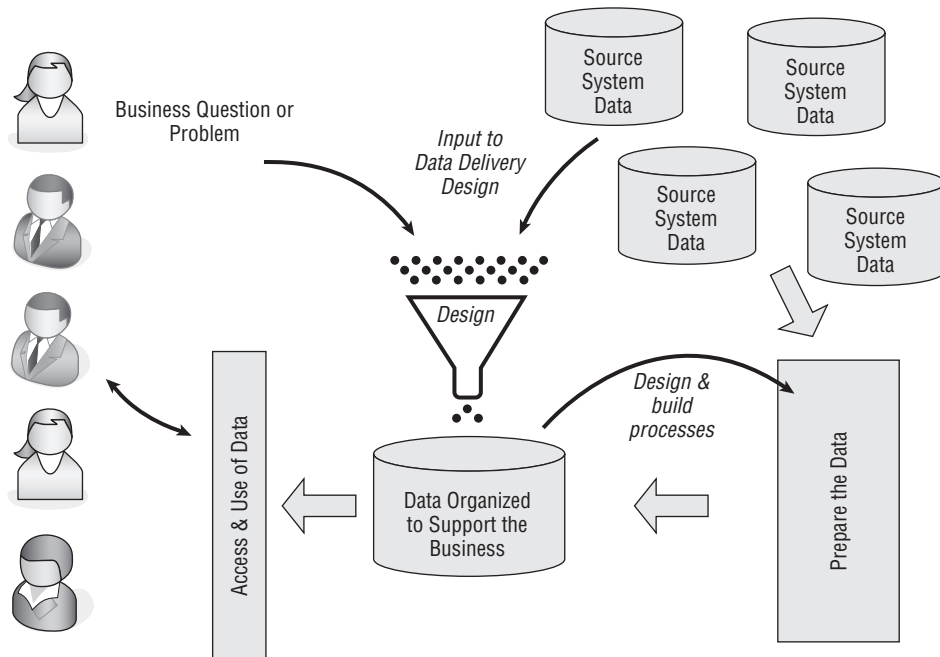 Business Question or
Problem
Input to
Data Delivery
Design
Source
System
Data
Source
System
Data
Source
System
Data
Source
System
Data
Design
Design &
build
processes
Access & Use of Data
Data Organized
to Support the
Business
Prepare the Data